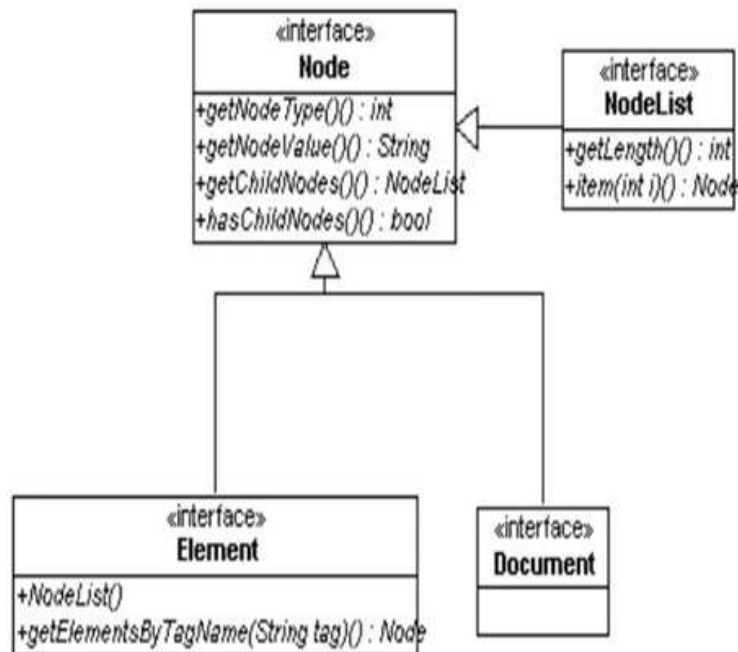 «interface»
Node
+getNodeType()() : int
+getNodeValue()() : String
+getChildNodes()() : NodeList
+hasChildNodes()() : bool
«interface»
NodeList
+getLength()() : int
+item(int i)() : Node
«interface»
Element
+NodeList()
+getElementsByTagName(String tag)() : Node
«interface»
Document